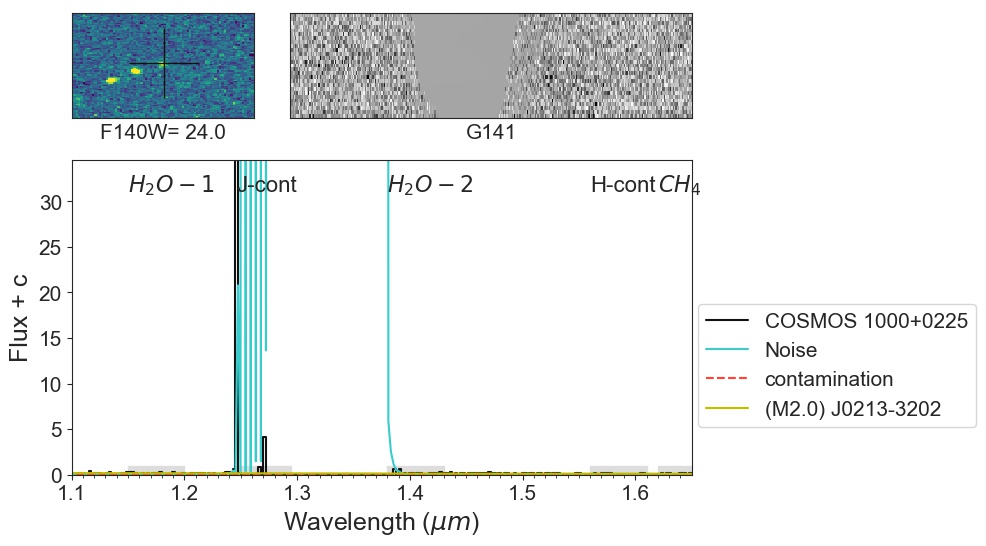 F140W= 24.0
G141
H₂O − 1
J-cont
H₂O − 2
H-cont
CH₄
30
25
20
15
10
5
0
Flux + c
1.1
1.2
1.3
1.4
1.5
1.6
Wavelength (μm)
COSMOS 1000+0225
Noise
contamination
(M2.0) J0213-3202